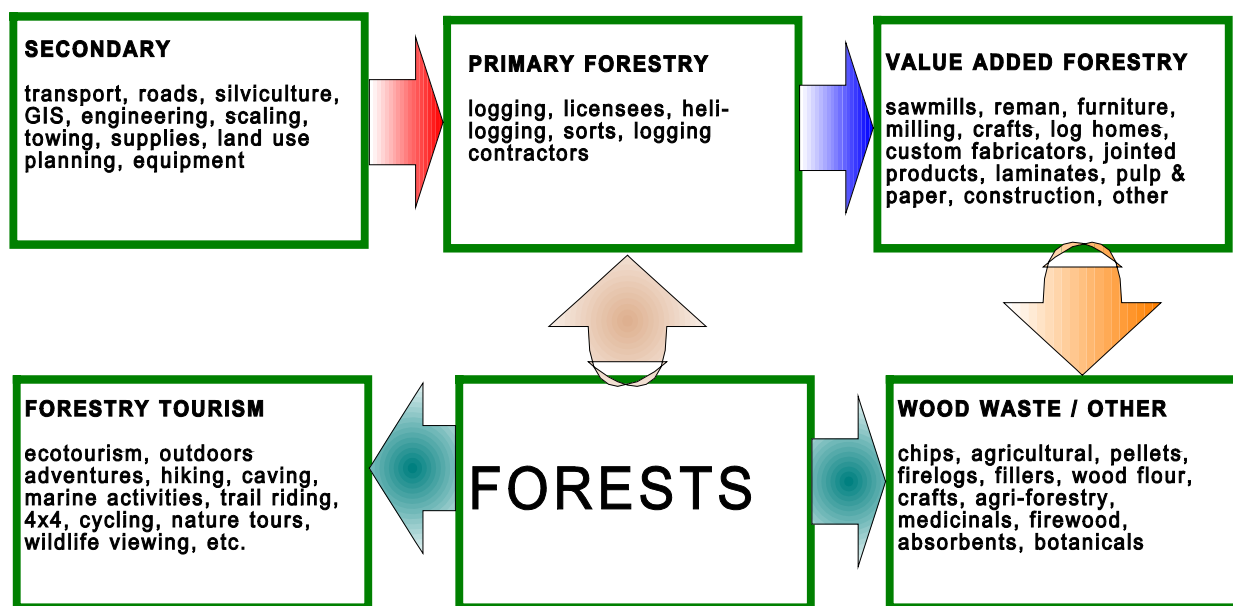 SECONDARY
transport, roads, silviculture,
GIS, engineering, scaling,
towing, supplies, land use
planning, equipment
PRIMARY FORESTRY
logging, licensees, heli-
logging, sorts, logging
contractors
VALUE ADDED FORESTRY
sawmills, reman, furniture,
milling, crafts, log homes,
custom fabricators, jointed
products, laminates, pulp &
paper, construction, other
FORESTRY TOURISM
ecotourism, outdoors
adventures, hiking, caving,
marine activities, trail riding,
4x4, cycling, nature tours,
wildlife viewing, etc.
FORESTS
WOOD WASTE / OTHER
chips, agricultural, pellets,
firelogs, fillers, wood flour,
crafts, agri-forestry,
medicinals, firewood,
absorbents, botanicals